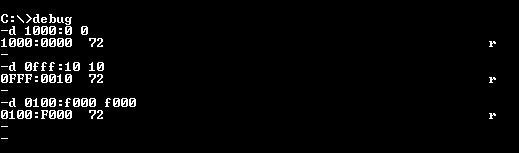 C:\>debug
-d 1000:0 0
1000:0000  72                                                 r
-
-d 0fff:10 10
0FFF:0010  72                                                 r
-
-d 0100:f000 f000
0100:F000  72                                                 r
-
-